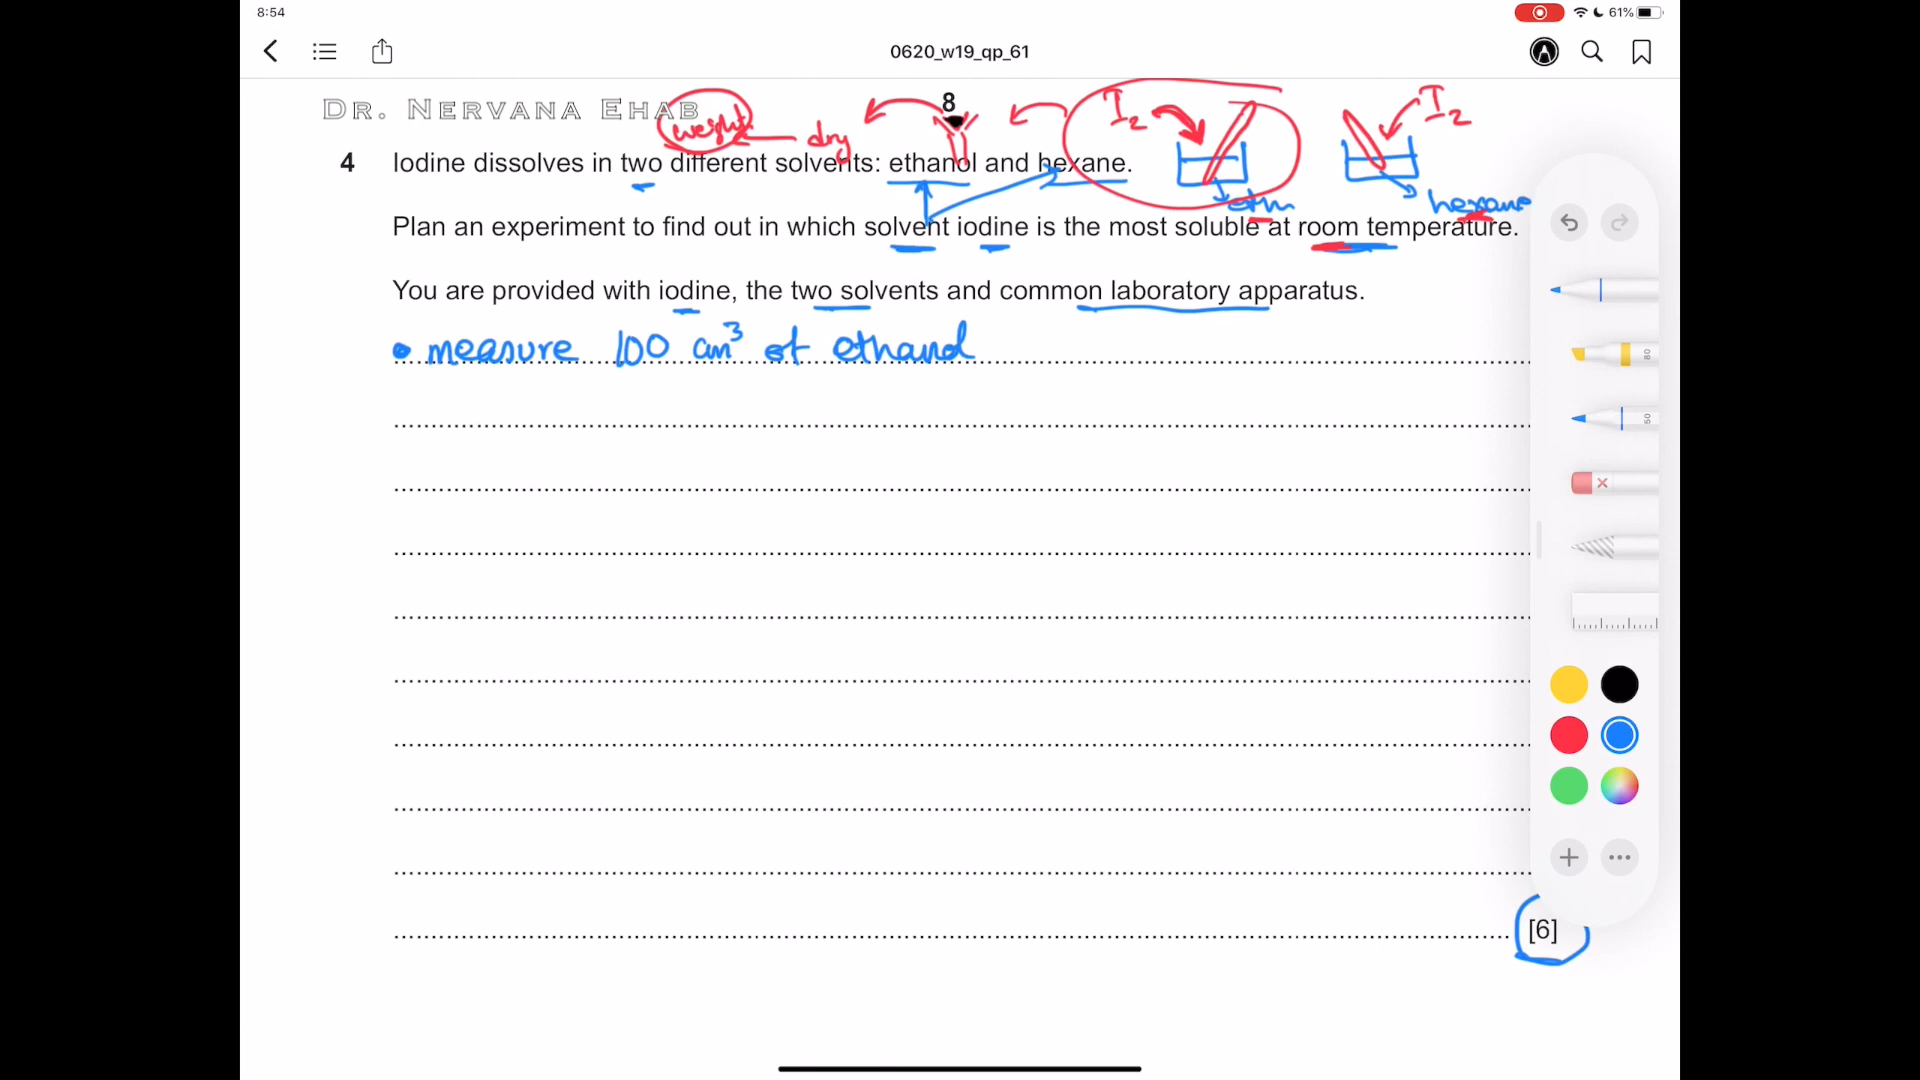 8:54
61%
0620_w19_qp_61
DR. NERVANA EHAB
8
weight dry I2 I2
4 Iodine dissolves in two different solvents: ethanol and hexane.
eth hexane
Plan an experiment to find out in which solvent iodine is the most soluble at room temperature.
You are provided with iodine, the two solvents and common laboratory apparatus.
• measure 100 cm³ of ethanol
80
50
[6]